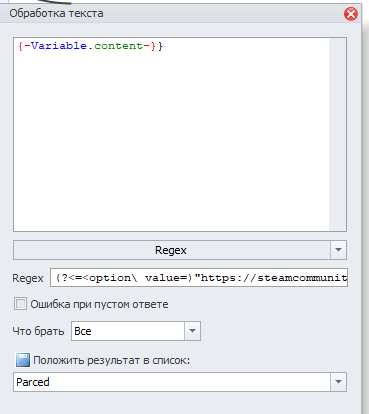 Обработка текста
{-Variable.content-}}
Regex
Regex (?<=<option\ value=)"https://steamcommunit
Ошибка при пустом ответе
Что брать Все
Положить результат в список:
Parced